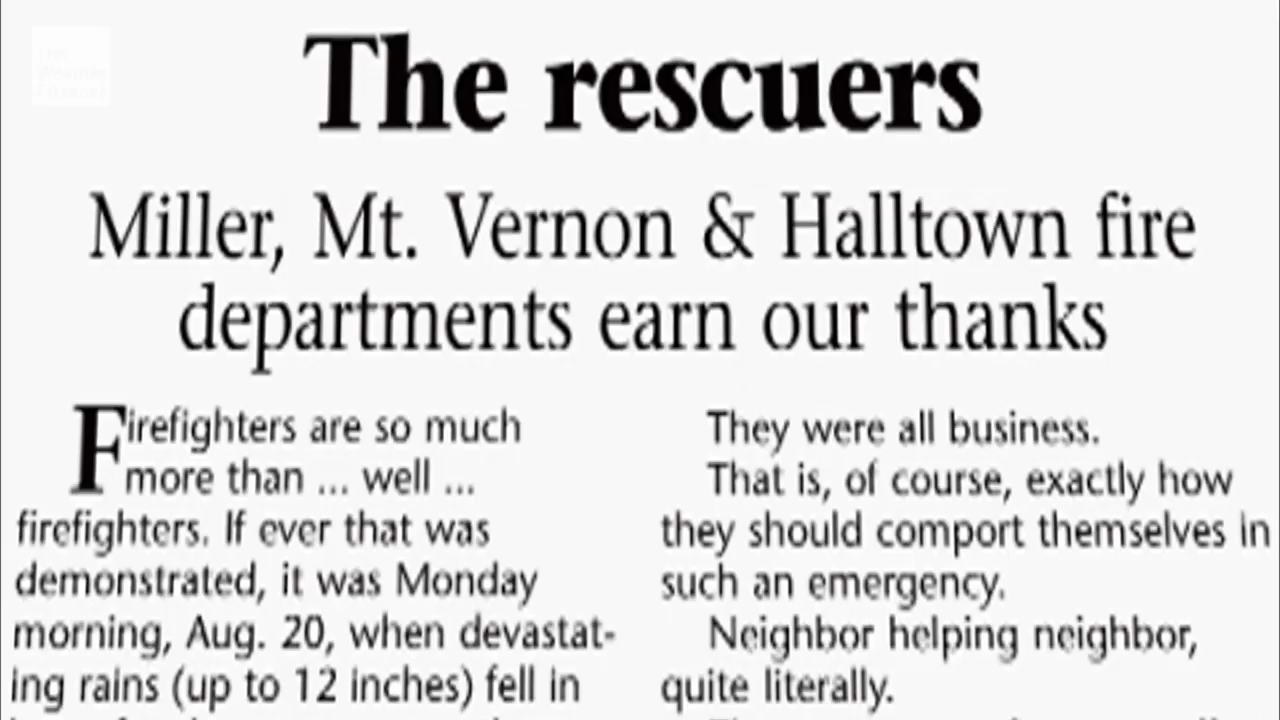 The rescuers
Miller, Mt. Vernon & Halltown fire
departments earn our thanks
Firefighters are so much
more than ... well ...
firefighters. If ever that was
demonstrated, it was Monday
morning, Aug. 20, when devastat-
ing rains (up to 12 inches) fell in
They were all business.
That is, of course, exactly how
they should comport themselves in
such an emergency.
Neighbor helping neighbor,
quite literally.